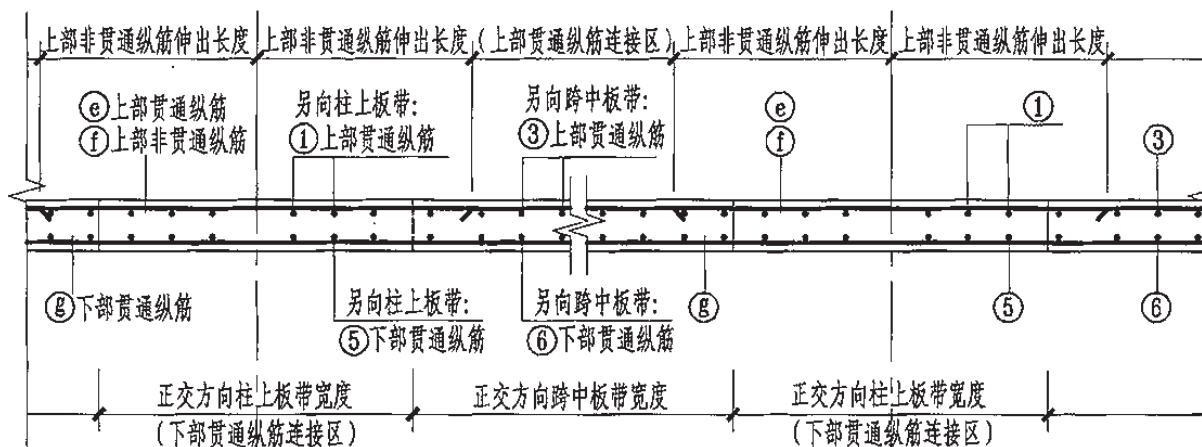 上部非贯通纵筋伸出长度 上部非贯通纵筋伸出长度 (上部贯通纵筋连接区) 上部非贯通纵筋伸出长度 上部非贯通纵筋伸出长度
ⓔ上部贯通纵筋
ⓕ上部非贯通纵筋
另向柱上板带:
①上部贯通纵筋
另向跨中板带:
③上部贯通纵筋
ⓔ
ⓕ
①
③
ⓖ下部贯通纵筋
另向柱上板带:
⑤下部贯通纵筋
另向跨中板带:
⑥下部贯通纵筋
ⓖ
⑤
⑥
正交方向柱上板带宽度
(下部贯通纵筋连接区)
正交方向跨中板带宽度
正交方向柱上板带宽度
(下部贯通纵筋连接区)